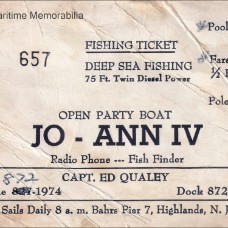 ritime Memorabilia
Pool
657
FISHING TICKET
DEEP SEA FISHING
75 Ft. Twin Diesel Power
Fare
½
Pole
OPEN PARTY BOAT
JO - ANN IV
Radio Phone --- Fish Finder
CAPT. ED QUALEY
872
-1974
Dock 872
Sails Daily 8 a. m. Bahrs Pier 7, Highlands, N. J